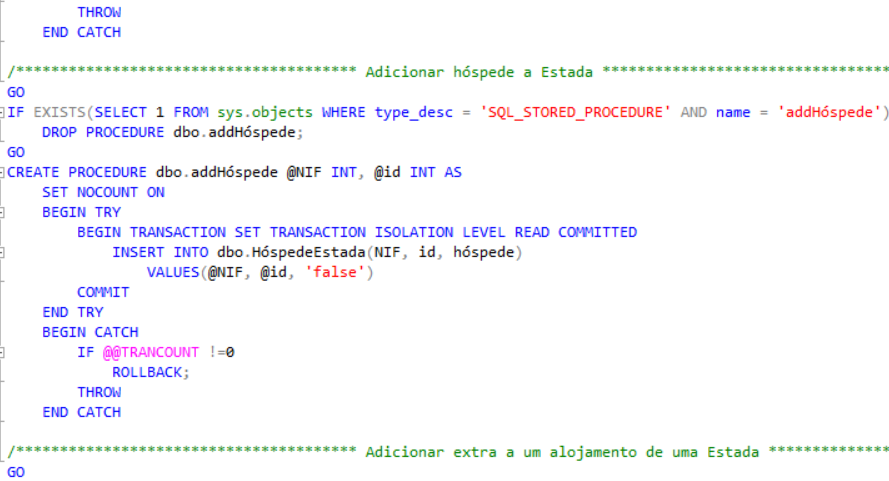 THROW
END CATCH
/*************************************** Adicionar hóspede a Estada *********************************
GO
IF EXISTS(SELECT 1 FROM sys.objects WHERE type_desc = 'SQL_STORED_PROCEDURE' AND name = 'addHóspede')
DROP PROCEDURE dbo.addHóspede;
GO
CREATE PROCEDURE dbo.addHóspede @NIF INT, @id INT AS
SET NOCOUNT ON
BEGIN TRY
BEGIN TRANSACTION SET TRANSACTION ISOLATION LEVEL READ COMMITTED
INSERT INTO dbo.HóspedeEstada(NIF, id, hóspede)
VALUES(@NIF, @id, 'false')
COMMIT
END TRY
BEGIN CATCH
IF @@TRANCOUNT !=0
ROLLBACK;
THROW
END CATCH
/*************************************** Adicionar extra a um alojamento de uma Estada **************
GO